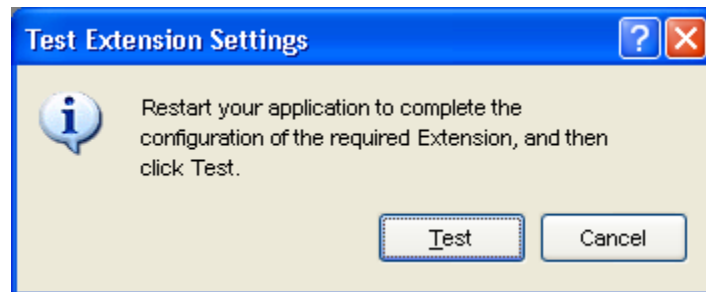 Test Extension Settings
Restart your application to complete the
configuration of the required Extension, and then
click Test.
Test Cancel